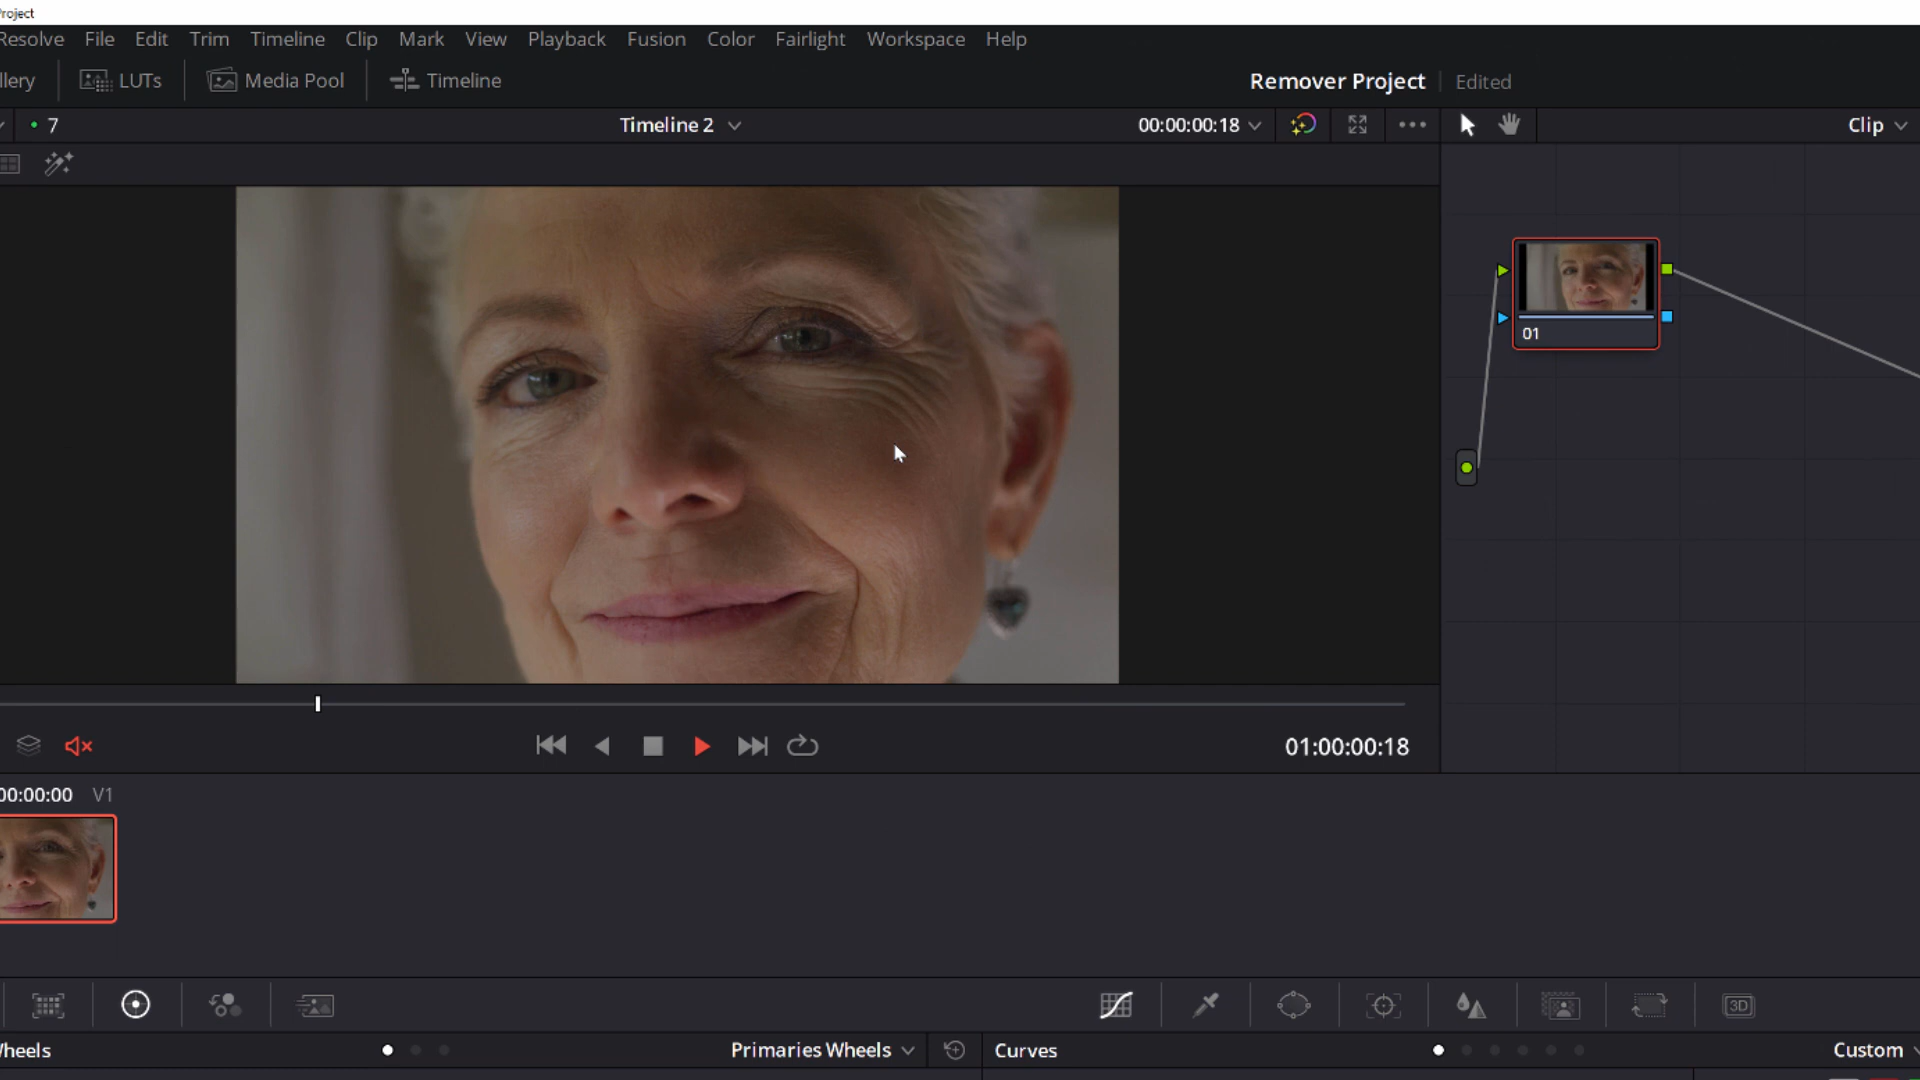 Project
Resolve File Edit Trim Timeline Clip Mark View Playback Fusion Color Fairlight Workspace Help
llery LUTs Media Pool Timeline Remover Project Edited
7 Timeline 2 00:00:00:18 Clip
01
01:00:00:18
00:00:00 V1
3D
Wheels Primaries Wheels Curves Custom